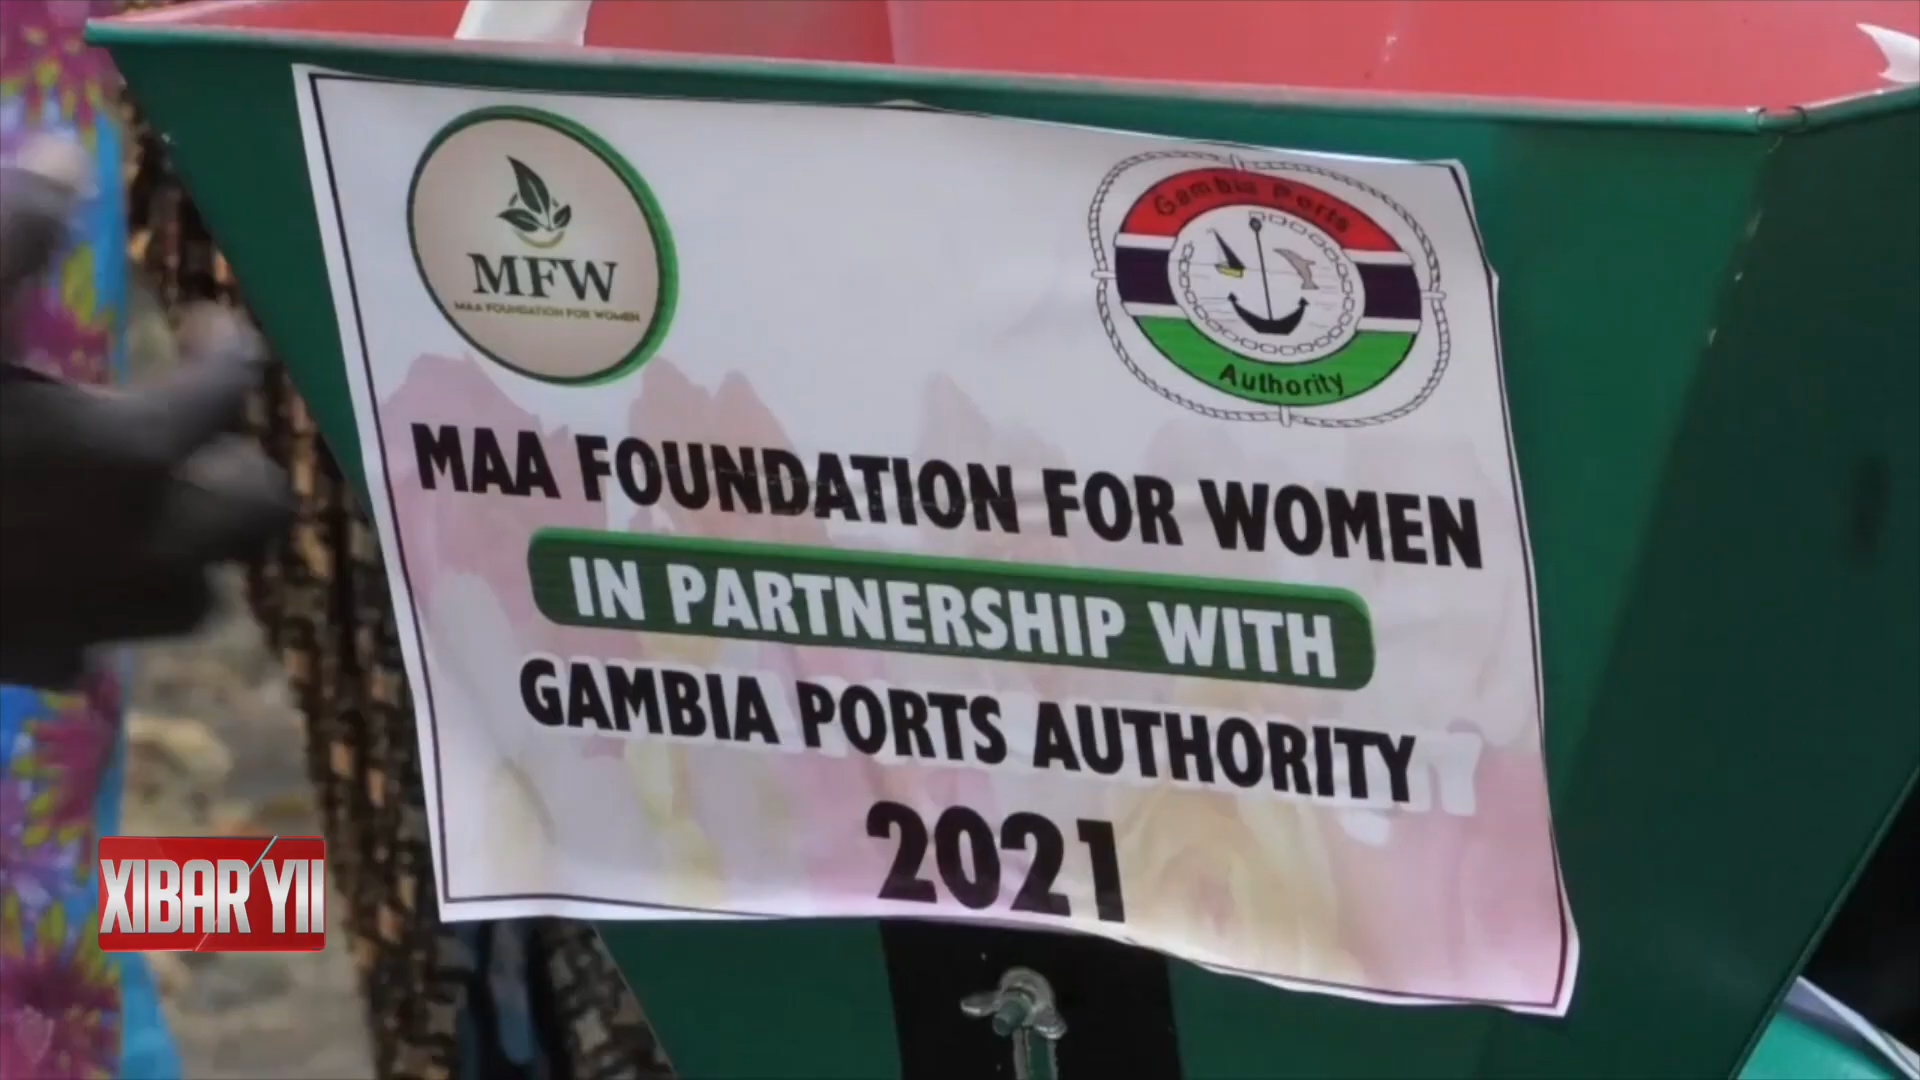 MFW
MAA FOUNDATION FOR WOMEN
Gambia Ports
Authority
MAA FOUNDATION FOR WOMEN
IN PARTNERSHIP WITH
GAMBIA PORTS AUTHORITY
2021
XIBAR YII